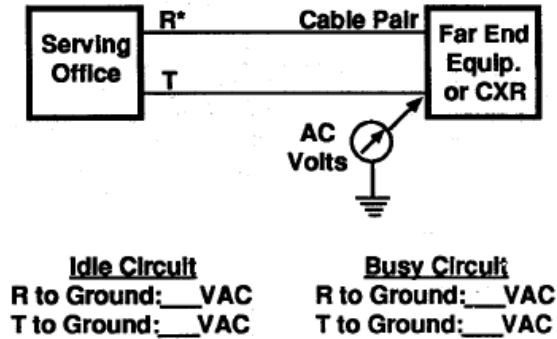 R*
Cable Pair
Serving
Office
Far End
Equip.
or CXR
T
AC
Volts
Idle Circuit
R to Ground:___VAC
T to Ground:___VAC
Busy Circuit
R to Ground:___VAC
T to Ground:___VAC